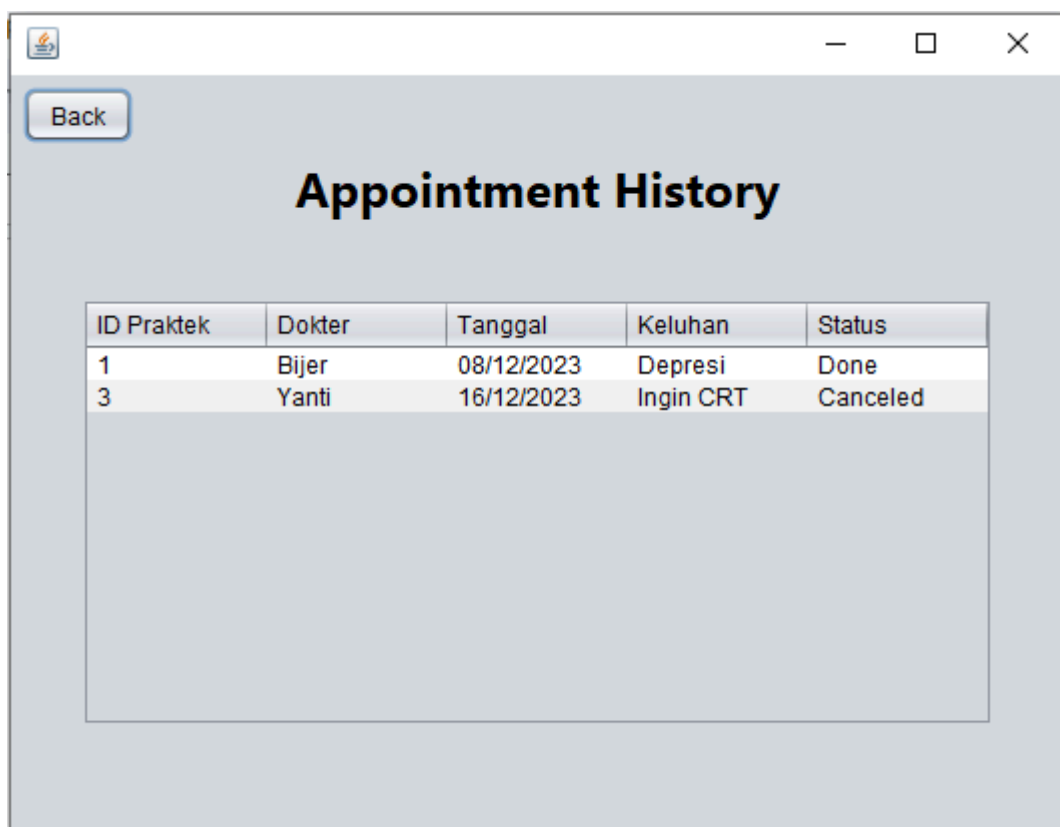 Back
Appointment History
ID Praktek Dokter Tanggal Keluhan Status
1 Bijer 08/12/2023 Depresi Done
3 Yanti 16/12/2023 Ingin CRT Canceled